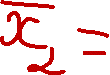 x̅₂ =